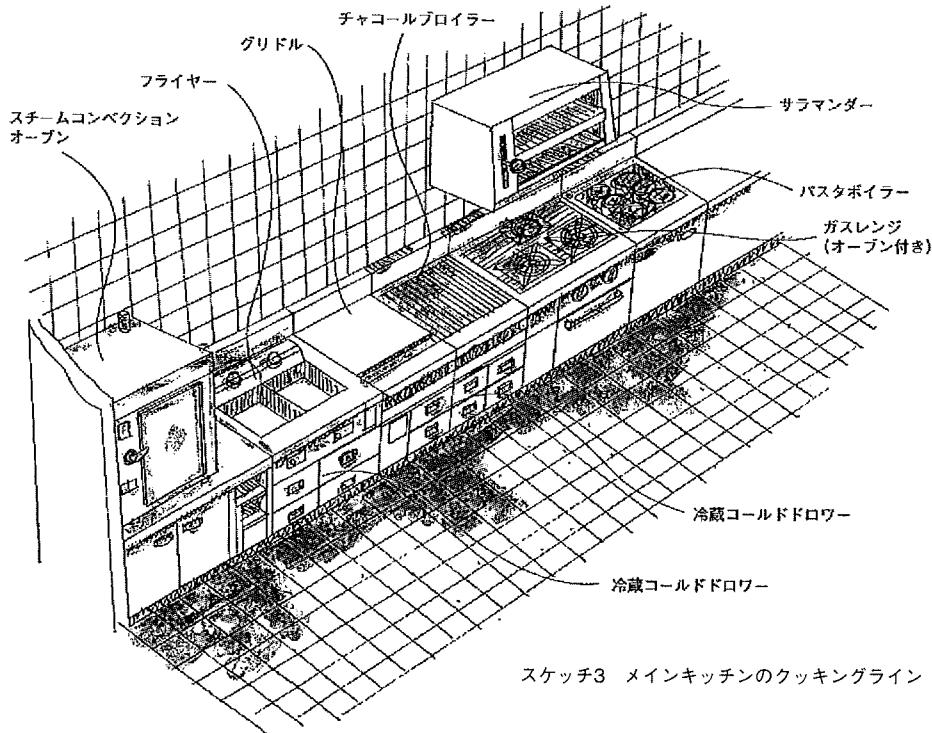 チャコールブロイラー
グリドル
フライヤー
スチームコンベクション
オーブン
サラマンダー
パスタボイラー
ガスレンジ
(オーブン付き)
冷蔵コールドドロワー
冷蔵コールドドロワー
スケッチ3 メインキッチンのクッキングライン